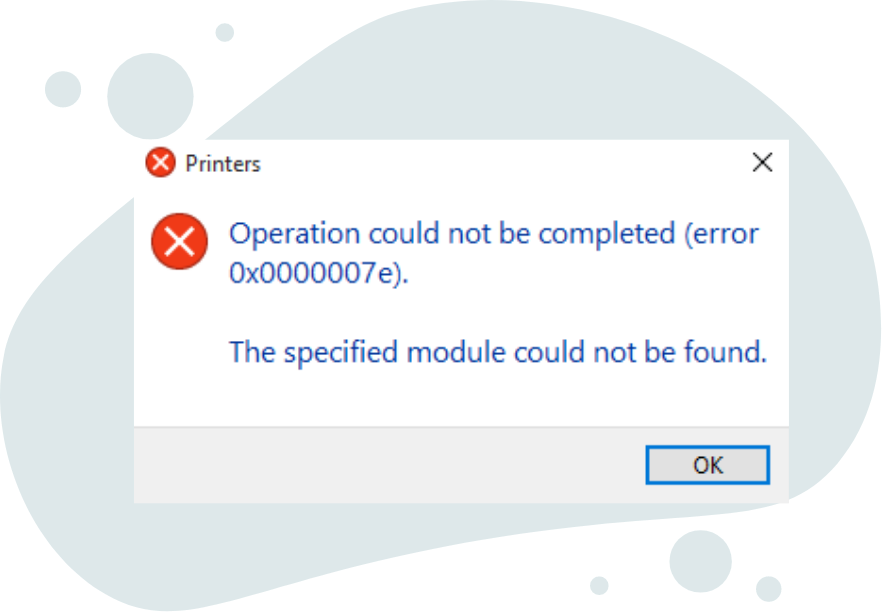 Printers
Operation could not be completed (error
0x0000007e).
The specified module could not be found.
OK